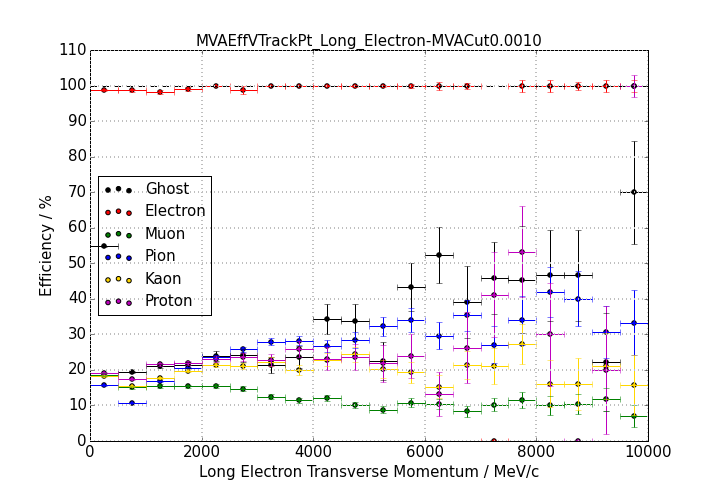 MVAEffVTrackPt_Long_Electron-MVACut0.0010
110
100
90
80
70
60
50
40
30
20
10
0
Efficiency / %
Ghost
Electron
Muon
Pion
Kaon
Proton
0 2000 4000 6000 8000 10000
Long Electron Transverse Momentum / MeV/c